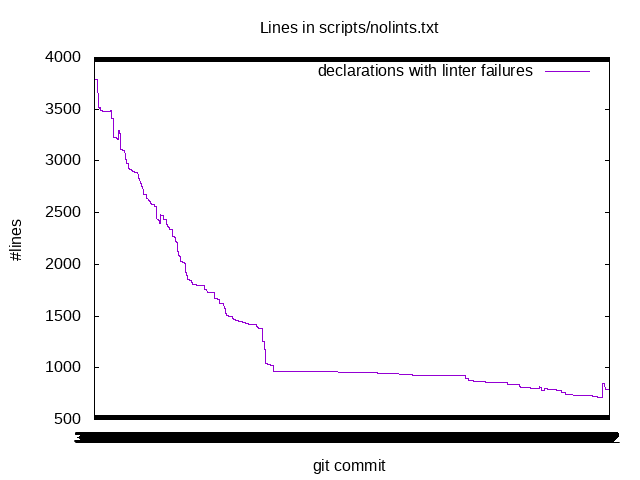 Lines in scripts/nolints.txt
4000
declarations with linter failures
3500
3000
2500
#lines
2000
1500
1000
500
git commit